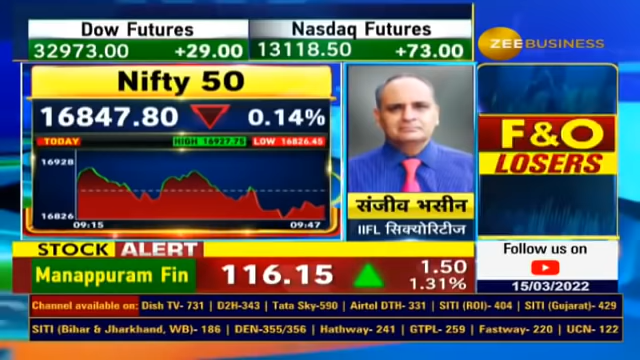 Dow Futures
32973.00 +29.00
Nasdaq Futures
13118.50 +73.00
ZEE BUSINESS
Nifty 50
16847.80 0.14%
TODAY HIGH 16927.75 LOW 16826.45
16928
16826
09:15 09:47
संजीव भसीन
IIFL सिक्योरिटीज
F&O
LOSERS
STOCK ALERT
Manappuram Fin 116.15 1.50
1.31%
Follow us on
15/03/2022
Channel available on: Dish TV- 731 | D2H-343 | Tata Sky-590 | Airtel DTH- 331 | SITI (ROI)- 404 | SITI (Gujarat)- 429
SITI (Bihar & Jharkhand, WB)- 186 | DEN-355/356 | Hathway- 241 | GTPL- 259 | Fastway- 220 | UCN- 122